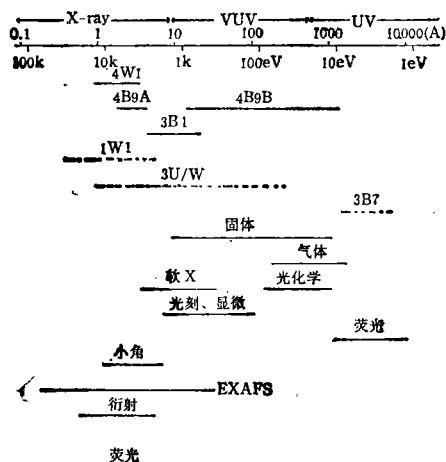 X-ray VUV UV
0.1 1 10 100 1000 10000(A)
100k 10k 1k 100eV 10eV 1eV
4W1
4B9A 4B9B
3B1
1W1
3U/W
3B7
固体
气体
软X 光化学
光刻、显微
荧光
小角
EXAFS
衍射
荧光